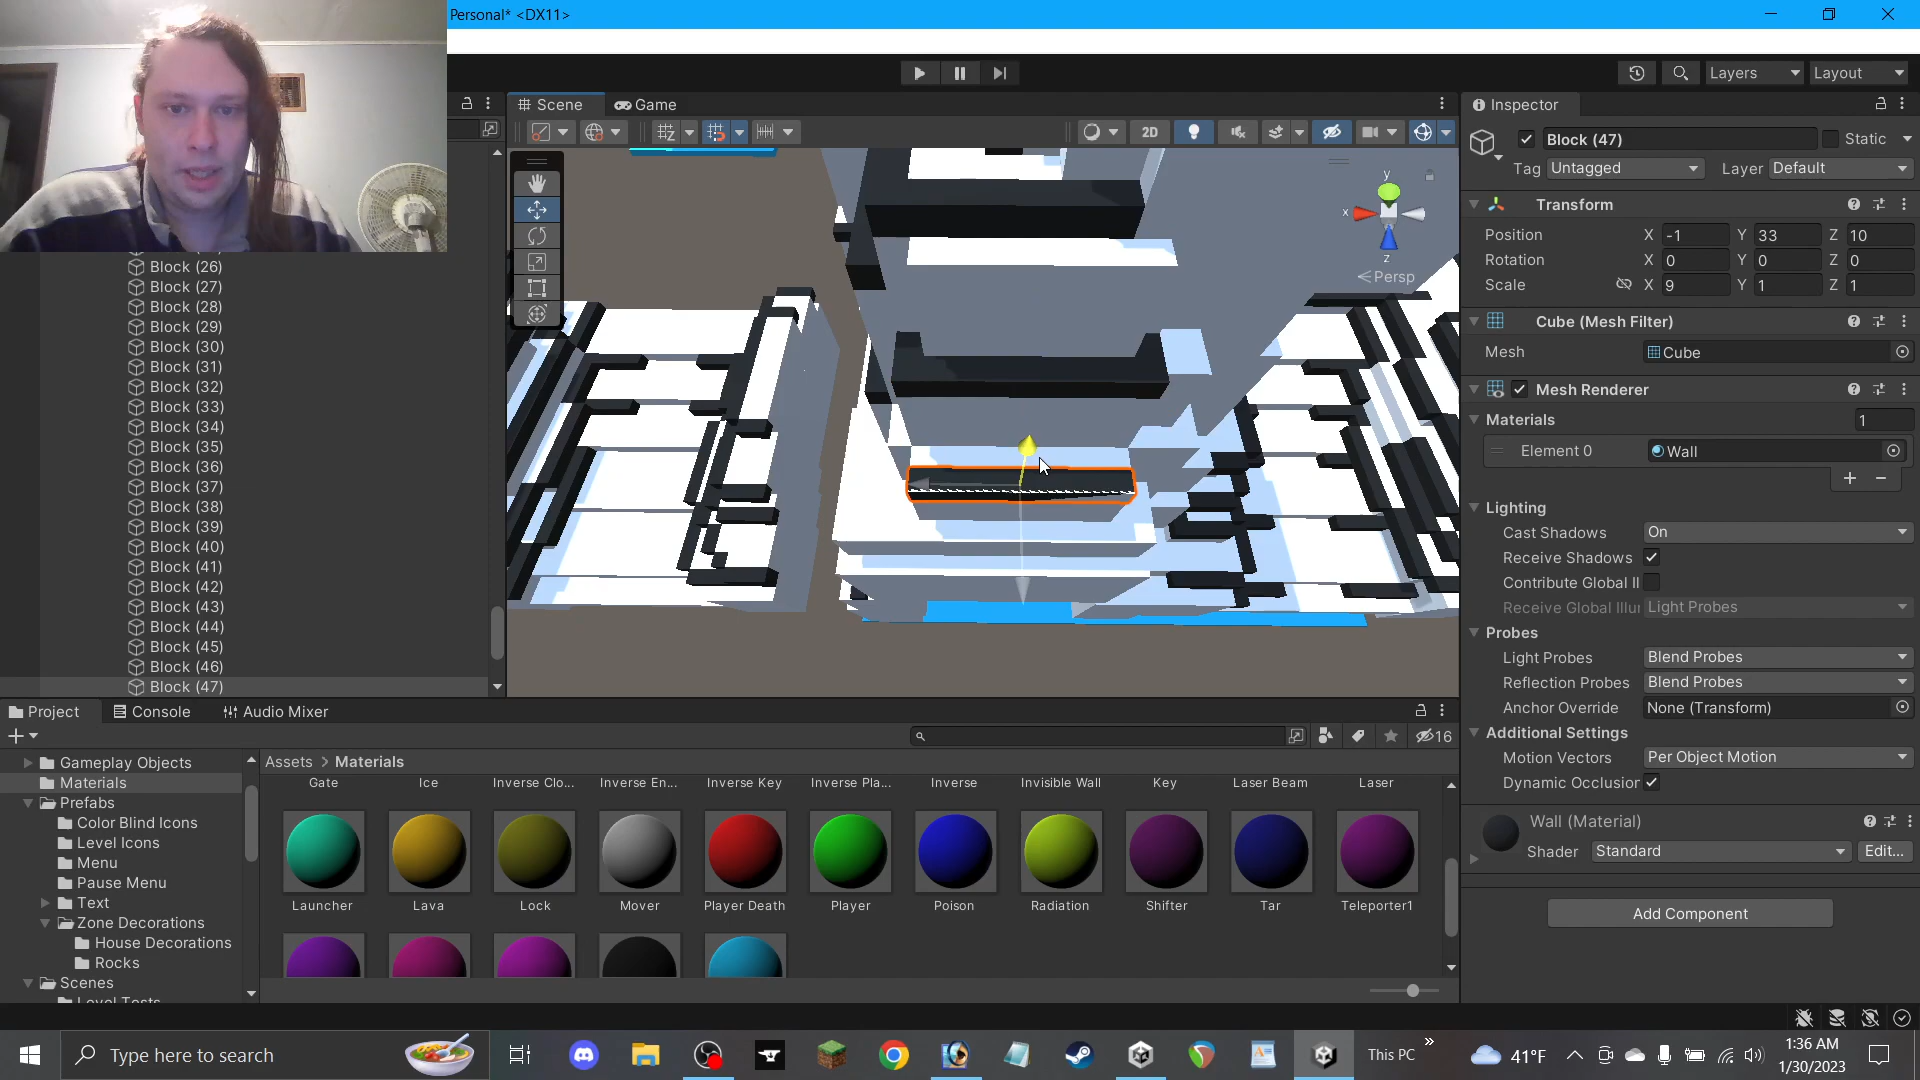 Personal* <DX11>
Layers
Layout
Scene
Game
Inspector
2D
Block (47)
Static
Tag Untagged
Layer Default
Transform
Position X -1 Y 33 Z 10
Rotation X 0 Y 0 Z 0
Scale X 9 Y 1 Z 1
y
x
z
Persp
Cube (Mesh Filter)
Mesh Cube
Mesh Renderer
Materials 1
Element 0 Wall
Lighting
Cast Shadows On
Receive Shadows
Contribute Global Il
Receive Global Illu Light Probes
Probes
Light Probes Blend Probes
Reflection Probes Blend Probes
Anchor Override None (Transform)
Additional Settings
Motion Vectors Per Object Motion
Dynamic Occlusion
Wall (Material)
Shader Standard Edit...
Add Component
Block (26)
Block (27)
Block (28)
Block (29)
Block (30)
Block (31)
Block (32)
Block (33)
Block (34)
Block (35)
Block (36)
Block (37)
Block (38)
Block (39)
Block (40)
Block (41)
Block (42)
Block (43)
Block (44)
Block (45)
Block (46)
Block (47)
Project
Console
Audio Mixer
16
Gameplay Objects
Materials
Prefabs
Color Blind Icons
Level Icons
Menu
Pause Menu
Text
Zone Decorations
House Decorations
Rocks
Scenes
Level Tests
Assets > Materials
Gate
Ice
Inverse Clo...
Inverse En...
Inverse Key
Inverse Pla...
Inverse
Invisible Wall
Key
Laser Beam
Laser
Launcher
Lava
Lock
Mover
Player Death
Player
Poison
Radiation
Shifter
Tar
Teleporter1
Type here to search
This PC
41°F
1:36 AM
1/30/2023